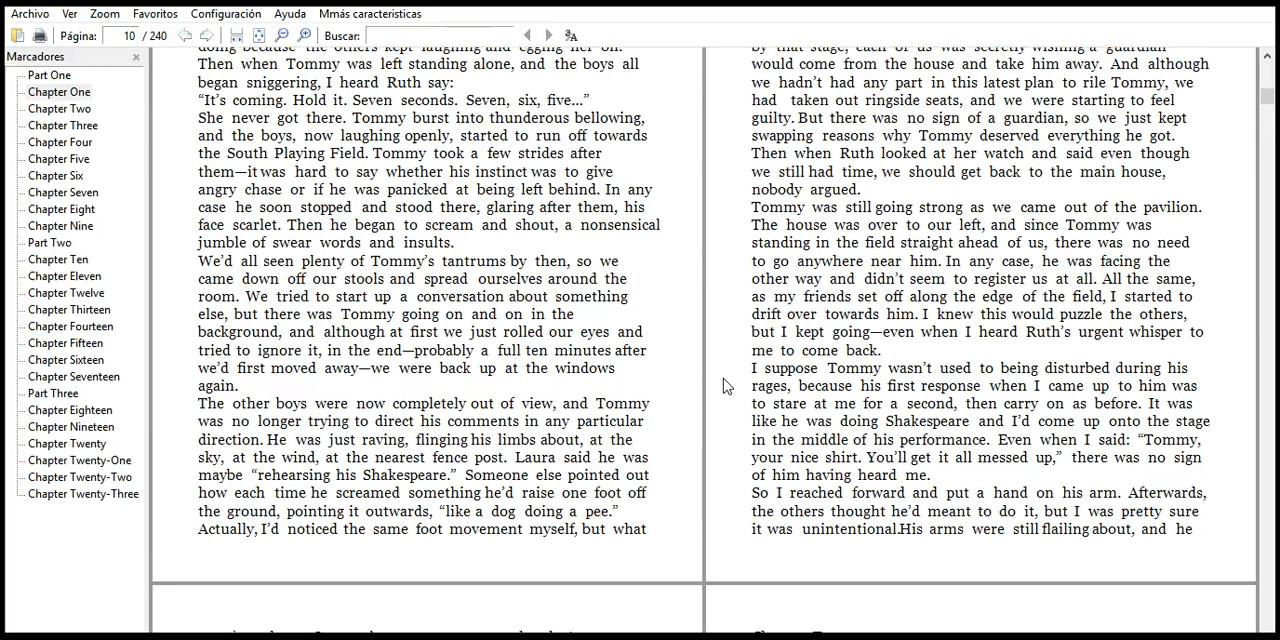 Archivo Ver Zoom Favoritos Configuración Ayuda Mmás caracteristicas
Página: 10 / 240 Buscar:
Marcadores
Part One
Chapter One
Chapter Two
Chapter Three
Chapter Four
Chapter Five
Chapter Six
Chapter Seven
Chapter Eight
Chapter Nine
Part Two
Chapter Ten
Chapter Eleven
Chapter Twelve
Chapter Thirteen
Chapter Fourteen
Chapter Fifteen
Chapter Sixteen
Chapter Seventeen
Part Three
Chapter Eighteen
Chapter Nineteen
Chapter Twenty
Chapter Twenty-One
Chapter Twenty-Two
Chapter Twenty-Three
doing because the others kept laughing and egging her on.
Then when Tommy was left standing alone, and the boys all
began sniggering, I heard Ruth say:
“It’s coming. Hold it. Seven seconds. Seven, six, five...”
She never got there. Tommy burst into thunderous bellowing,
and the boys, now laughing openly, started to run off towards
the South Playing Field. Tommy took a few strides after
them—it was hard to say whether his instinct was to give
angry chase or if he was panicked at being left behind. In any
case he soon stopped and stood there, glaring after them, his
face scarlet. Then he began to scream and shout, a nonsensical
jumble of swear words and insults.
We’d all seen plenty of Tommy’s tantrums by then, so we
came down off our stools and spread ourselves around the
room. We tried to start up a conversation about something
else, but there was Tommy going on and on in the
background, and although at first we just rolled our eyes and
tried to ignore it, in the end—probably a full ten minutes after
we’d first moved away—we were back up at the windows
again.
The other boys were now completely out of view, and Tommy
was no longer trying to direct his comments in any particular
direction. He was just raving, flinging his limbs about, at the
sky, at the wind, at the nearest fence post. Laura said he was
maybe “rehearsing his Shakespeare.” Someone else pointed out
how each time he screamed something he’d raise one foot off
the ground, pointing it outwards, “like a dog doing a pee.”
Actually, I’d noticed the same foot movement myself, but what
by that stage, each of us was secretly wishing a guardian
would come from the house and take him away. And although
we hadn’t had any part in this latest plan to rile Tommy, we
had taken out ringside seats, and we were starting to feel
guilty. But there was no sign of a guardian, so we just kept
swapping reasons why Tommy deserved everything he got.
Then when Ruth looked at her watch and said even though
we still had time, we should get back to the main house,
nobody argued.
Tommy was still going strong as we came out of the pavilion.
The house was over to our left, and since Tommy was
standing in the field straight ahead of us, there was no need
to go anywhere near him. In any case, he was facing the
other way and didn’t seem to register us at all. All the same,
as my friends set off along the edge of the field, I started to
drift over towards him. I knew this would puzzle the others,
but I kept going—even when I heard Ruth’s urgent whisper to
me to come back.
I suppose Tommy wasn’t used to being disturbed during his
rages, because his first response when I came up to him was
to stare at me for a second, then carry on as before. It was
like he was doing Shakespeare and I’d come up onto the stage
in the middle of his performance. Even when I said: “Tommy,
your nice shirt. You’ll get it all messed up,” there was no sign
of him having heard me.
So I reached forward and put a hand on his arm. Afterwards,
the others thought he’d meant to do it, but I was pretty sure
it was unintentional.His arms were still flailing about, and he